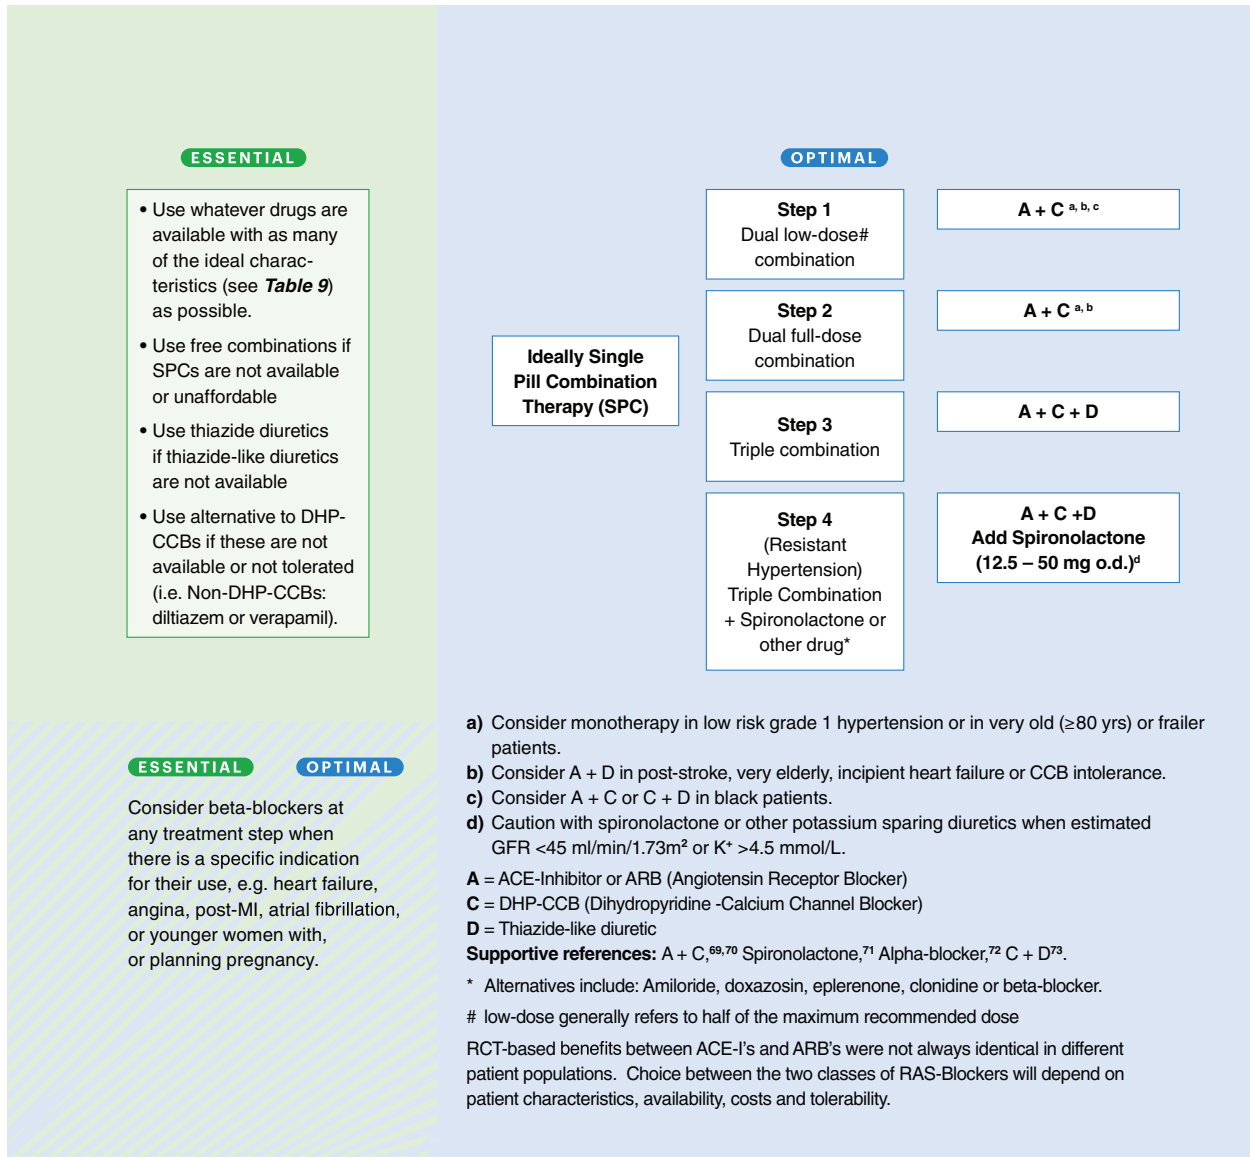 ESSENTIAL
• Use whatever drugs are
available with as many
of the ideal charac-
teristics (see Table 9)
as possible.
• Use free combinations if
SPCs are not available
or unaffordable
• Use thiazide diuretics
if thiazide-like diuretics
are not available
• Use alternative to DHP-
CCBs if these are not
available or not tolerated
(i.e. Non-DHP-CCBs:
diltiazem or verapamil).
OPTIMAL
Ideally Single
Pill Combination
Therapy (SPC)
Step 1
Dual low-dose#
combination
A + C a, b, c
Step 2
Dual full-dose
combination
A + C a, b
Step 3
Triple combination
A + C + D
Step 4
(Resistant
Hypertension)
Triple Combination
+ Spironolactone or
other drug*
A + C +D
Add Spironolactone
(12.5 – 50 mg o.d.)d
ESSENTIAL OPTIMAL
Consider beta-blockers at
any treatment step when
there is a specific indication
for their use, e.g. heart failure,
angina, post-MI, atrial fibrillation,
or younger women with,
or planning pregnancy.
a) Consider monotherapy in low risk grade 1 hypertension or in very old (≥80 yrs) or frailer
patients.
b) Consider A + D in post-stroke, very elderly, incipient heart failure or CCB intolerance.
c) Consider A + C or C + D in black patients.
d) Caution with spironolactone or other potassium sparing diuretics when estimated
GFR <45 ml/min/1.73m² or K⁺ >4.5 mmol/L.
A = ACE-Inhibitor or ARB (Angiotensin Receptor Blocker)
C = DHP-CCB (Dihydropyridine -Calcium Channel Blocker)
D = Thiazide-like diuretic
Supportive references: A + C,69,70 Spironolactone,71 Alpha-blocker,72 C + D73.
* Alternatives include: Amiloride, doxazosin, eplerenone, clonidine or beta-blocker.
# low-dose generally refers to half of the maximum recommended dose
RCT-based benefits between ACE-I's and ARB's were not always identical in different
patient populations. Choice between the two classes of RAS-Blockers will depend on
patient characteristics, availability, costs and tolerability.